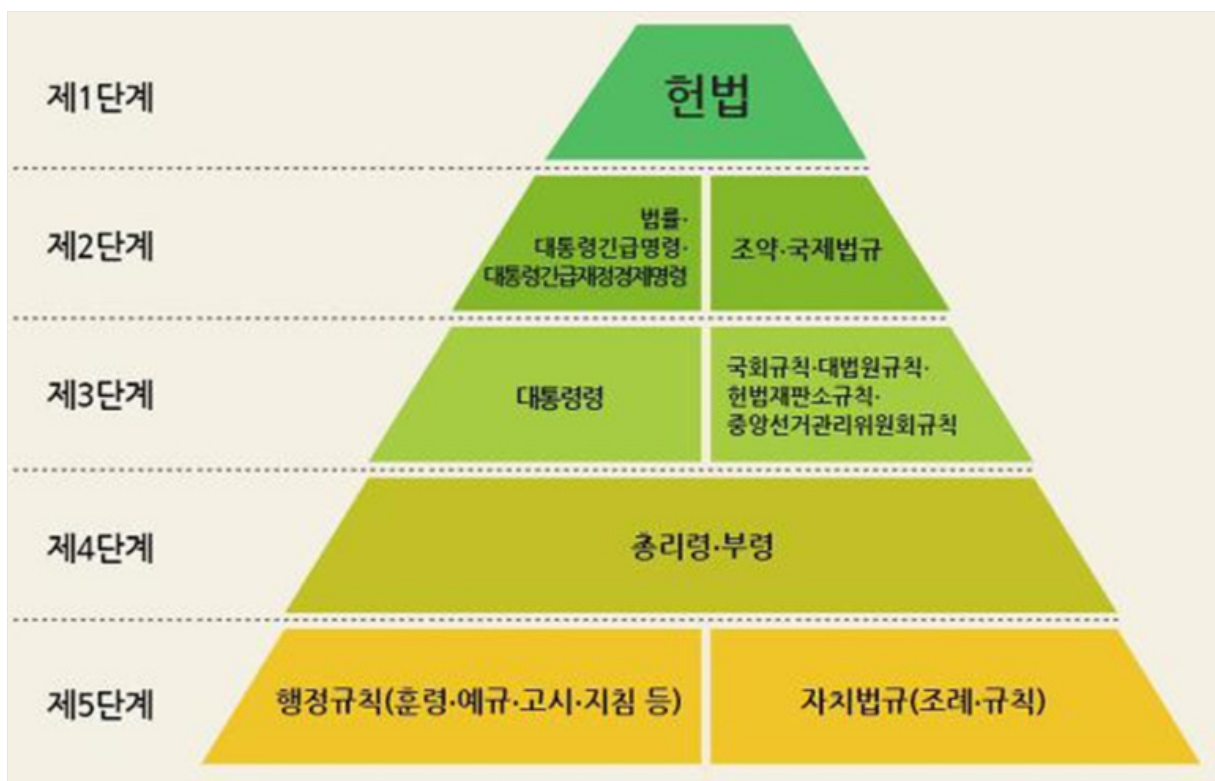 제1단계
헌법
제2단계
법률·
대통령긴급명령·
대통령긴급재정경제명령
조약·국제법규
제3단계
대통령령
국회규칙·대법원규칙·
헌법재판소규칙·
중앙선거관리위원회규칙
제4단계
총리령·부령
제5단계
행정규칙(훈령·예규·고시·지침 등)
자치법규(조례·규칙)